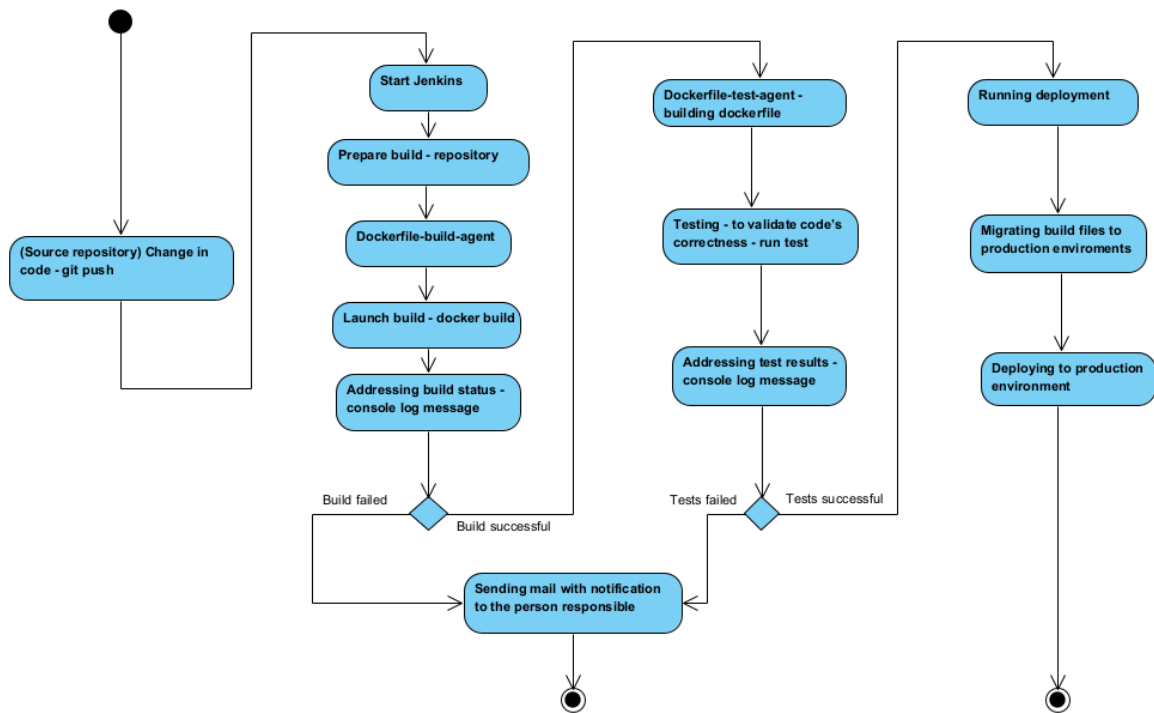 (Source repository) Change in
code - git push
Start Jenkins
Prepare build - repository
Dockerfile-build-agent
Launch build - docker build
Addressing build status -
console log message
Build failed
Build successful
Dockerfile-test-agent -
building dockerfile
Testing - to validate code's
correctness - run test
Addressing test results -
console log message
Tests failed
Tests successful
Sending mail with notification
to the person responsible
Running deployment
Migrating build files to
production enviroments
Deploying to production
environment